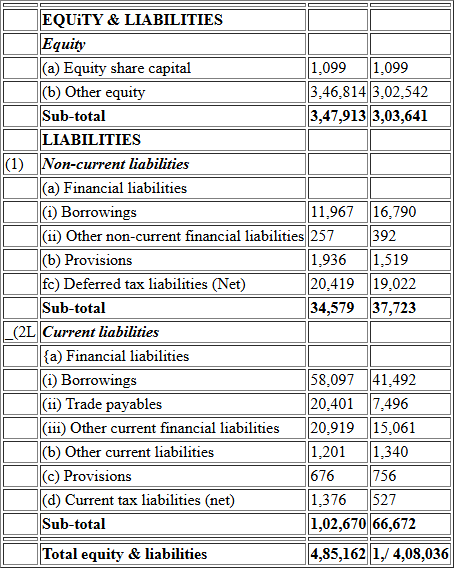 EQUiTY & LIABILITIES
Equity
(a) Equity share capital 1,099 1,099
(b) Other equity 3,46,814 3,02,542
Sub-total 3,47,913 3,03,641
LIABILITIES
(1) Non-current liabilities
(a) Financial liabilities
(i) Borrowings 11,967 16,790
(ii) Other non-current financial liabilities 257 392
(b) Provisions 1,936 1,519
fc) Deferred tax liabilities (Net) 20,419 19,022
Sub-total 34,579 37,723
_(2L Current liabilities
{a) Financial liabilities
(i) Borrowings 58,097 41,492
(ii) Trade payables 20,401 7,496
(iii) Other current financial liabilities 20,919 15,061
(b) Other current liabilities 1,201 1,340
(c) Provisions 676 756
(d) Current tax liabilities (net) 1,376 527
Sub-total 1,02,670 66,672
Total equity & liabilities 4,85,162 1,/ 4,08,036